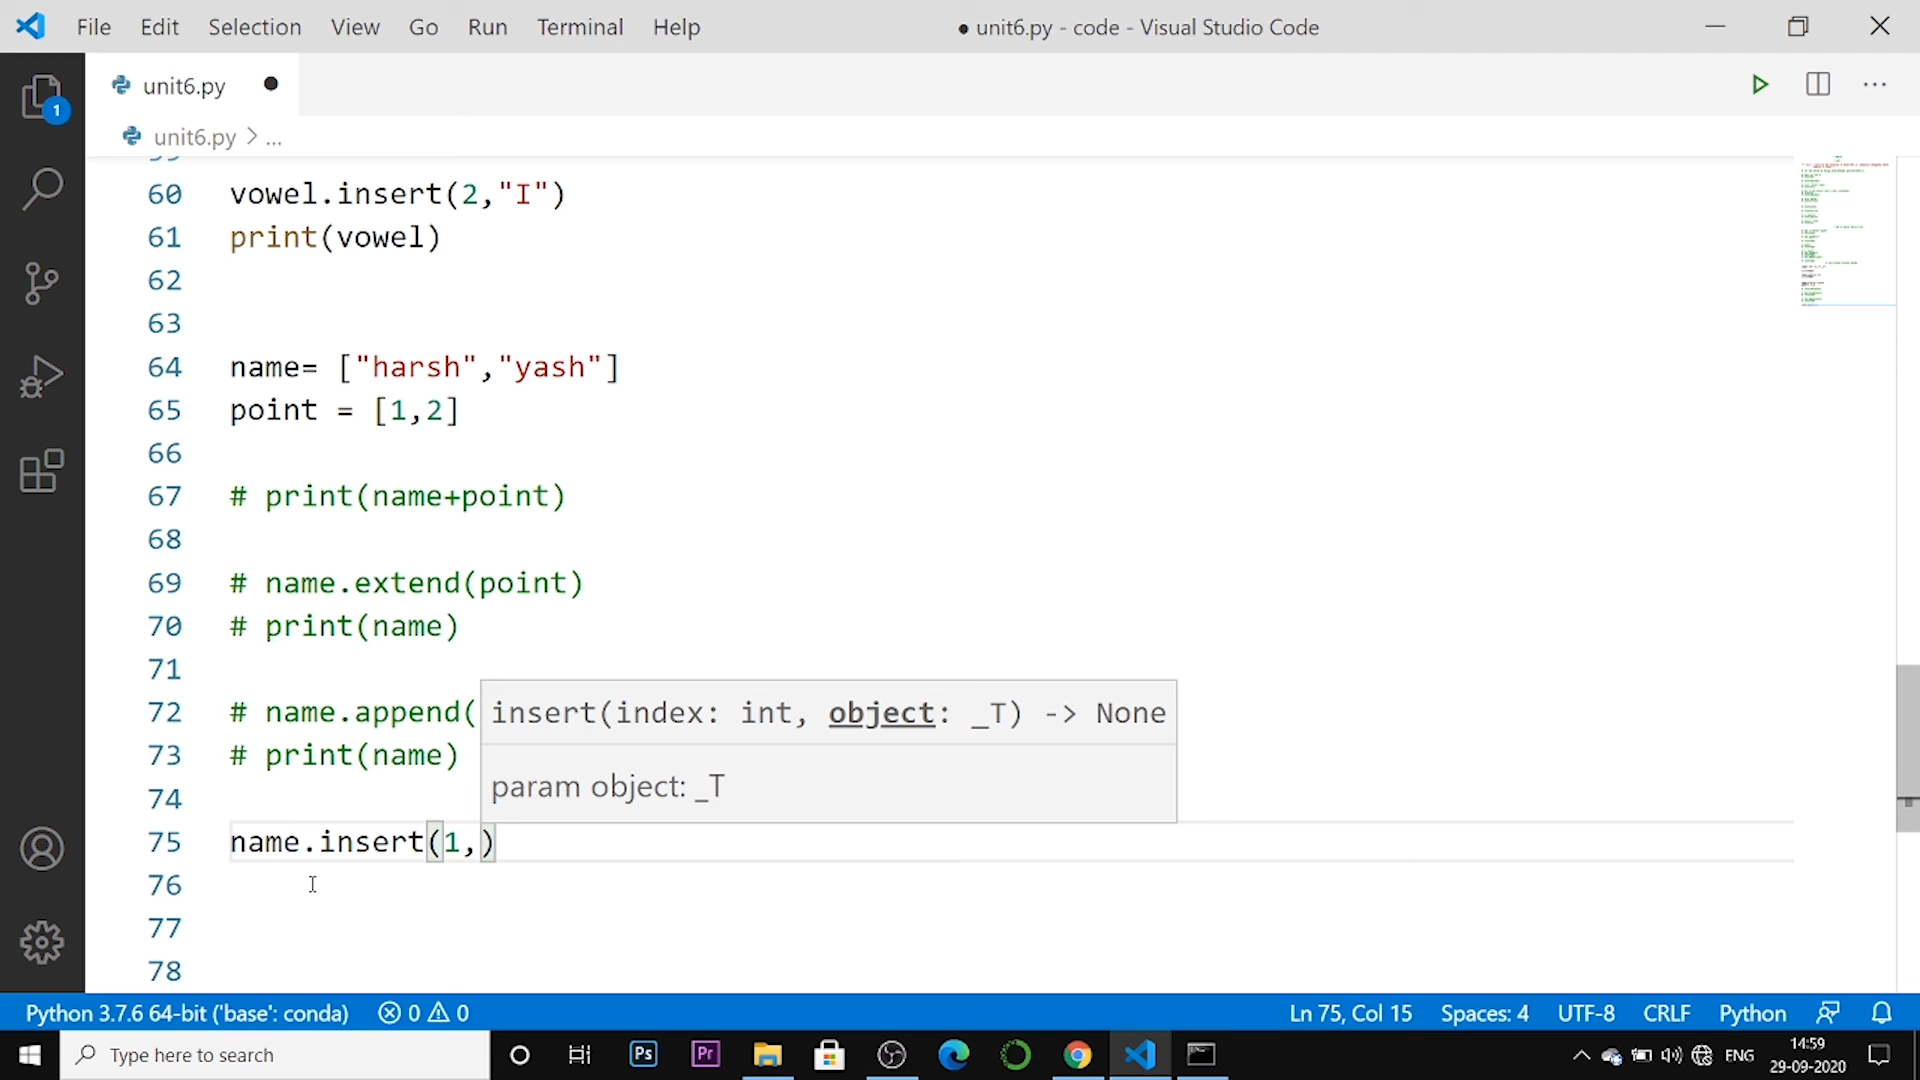 File Edit Selection View Go Run Terminal Help
● unit6.py - code - Visual Studio Code
unit6.py
1
unit6.py > ...
60 vowel.insert(2,"I")
61 print(vowel)
62
63
64 name= ["harsh","yash"]
65 point = [1,2]
66
67 # print(name+point)
68
69 # name.extend(point)
70 # print(name)
71
72 # name.append(
insert(index: int, object: _T) -> None
73 # print(name)
param object: _T
74
75 name.insert(1,)
76
77
78
Python 3.7.6 64-bit ('base': conda) 0 0 Ln 75, Col 15 Spaces: 4 UTF-8 CRLF Python
Type here to search
Ps
Pr
ENG
14:59
29-09-2020